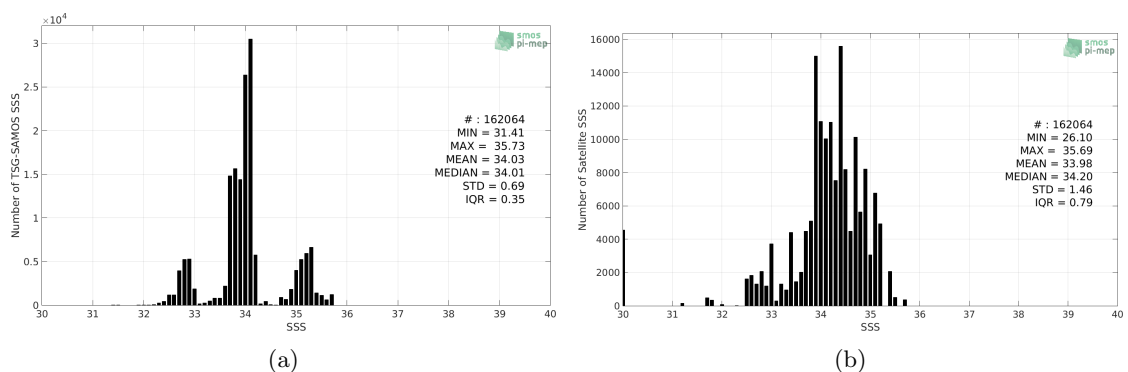 ×10⁴
3
2.5
2
1.5
1
0.5
0
30 31 32 33 34 35 36 37 38 39 40
SSS
Number of TSG-SAMOS SSS
smos
pi-mep
# : 162064
MIN = 31.41
MAX = 35.73
MEAN = 34.03
MEDIAN = 34.01
STD = 0.69
IQR = 0.35
(a)
16000
14000
12000
10000
8000
6000
4000
2000
0
30 31 32 33 34 35 36 37 38 39 40
SSS
Number of Satellite SSS
smos
pi-mep
# : 162064
MIN = 26.10
MAX = 35.69
MEAN = 33.98
MEDIAN = 34.20
STD = 1.46
IQR = 0.79
(b)